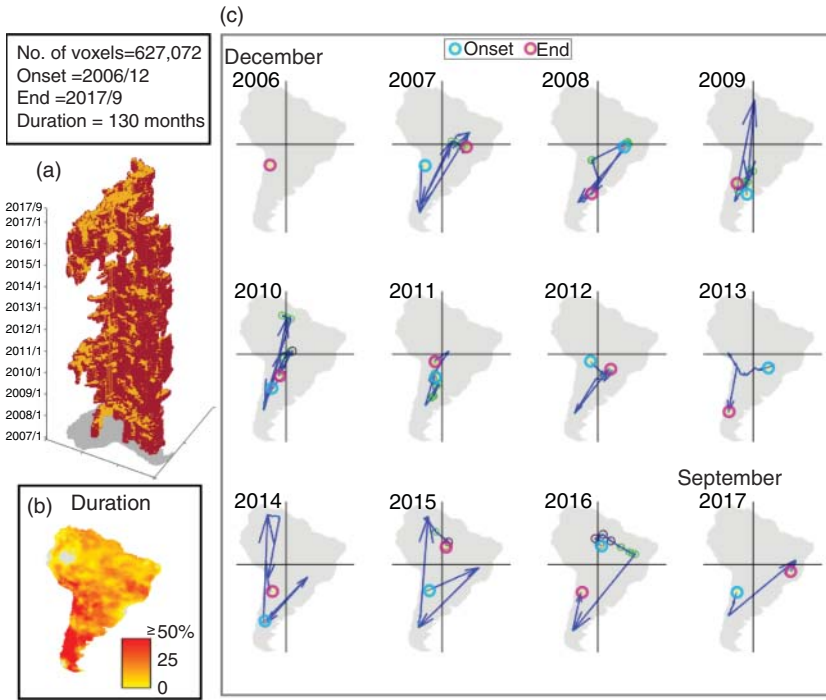 (c)
No. of voxels=627,072
Onset =2006/12
End =2017/9
Duration = 130 months
(a)
2017/9
2017/1
2016/1
2015/1
2014/1
2013/1
2012/1
2011/1
2010/1
2009/1
2008/1
2007/1
(b) Duration
≥50%
25
0
Onset End
December
2006 2007 2008 2009
2010 2011 2012 2013
September
2014 2015 2016 2017